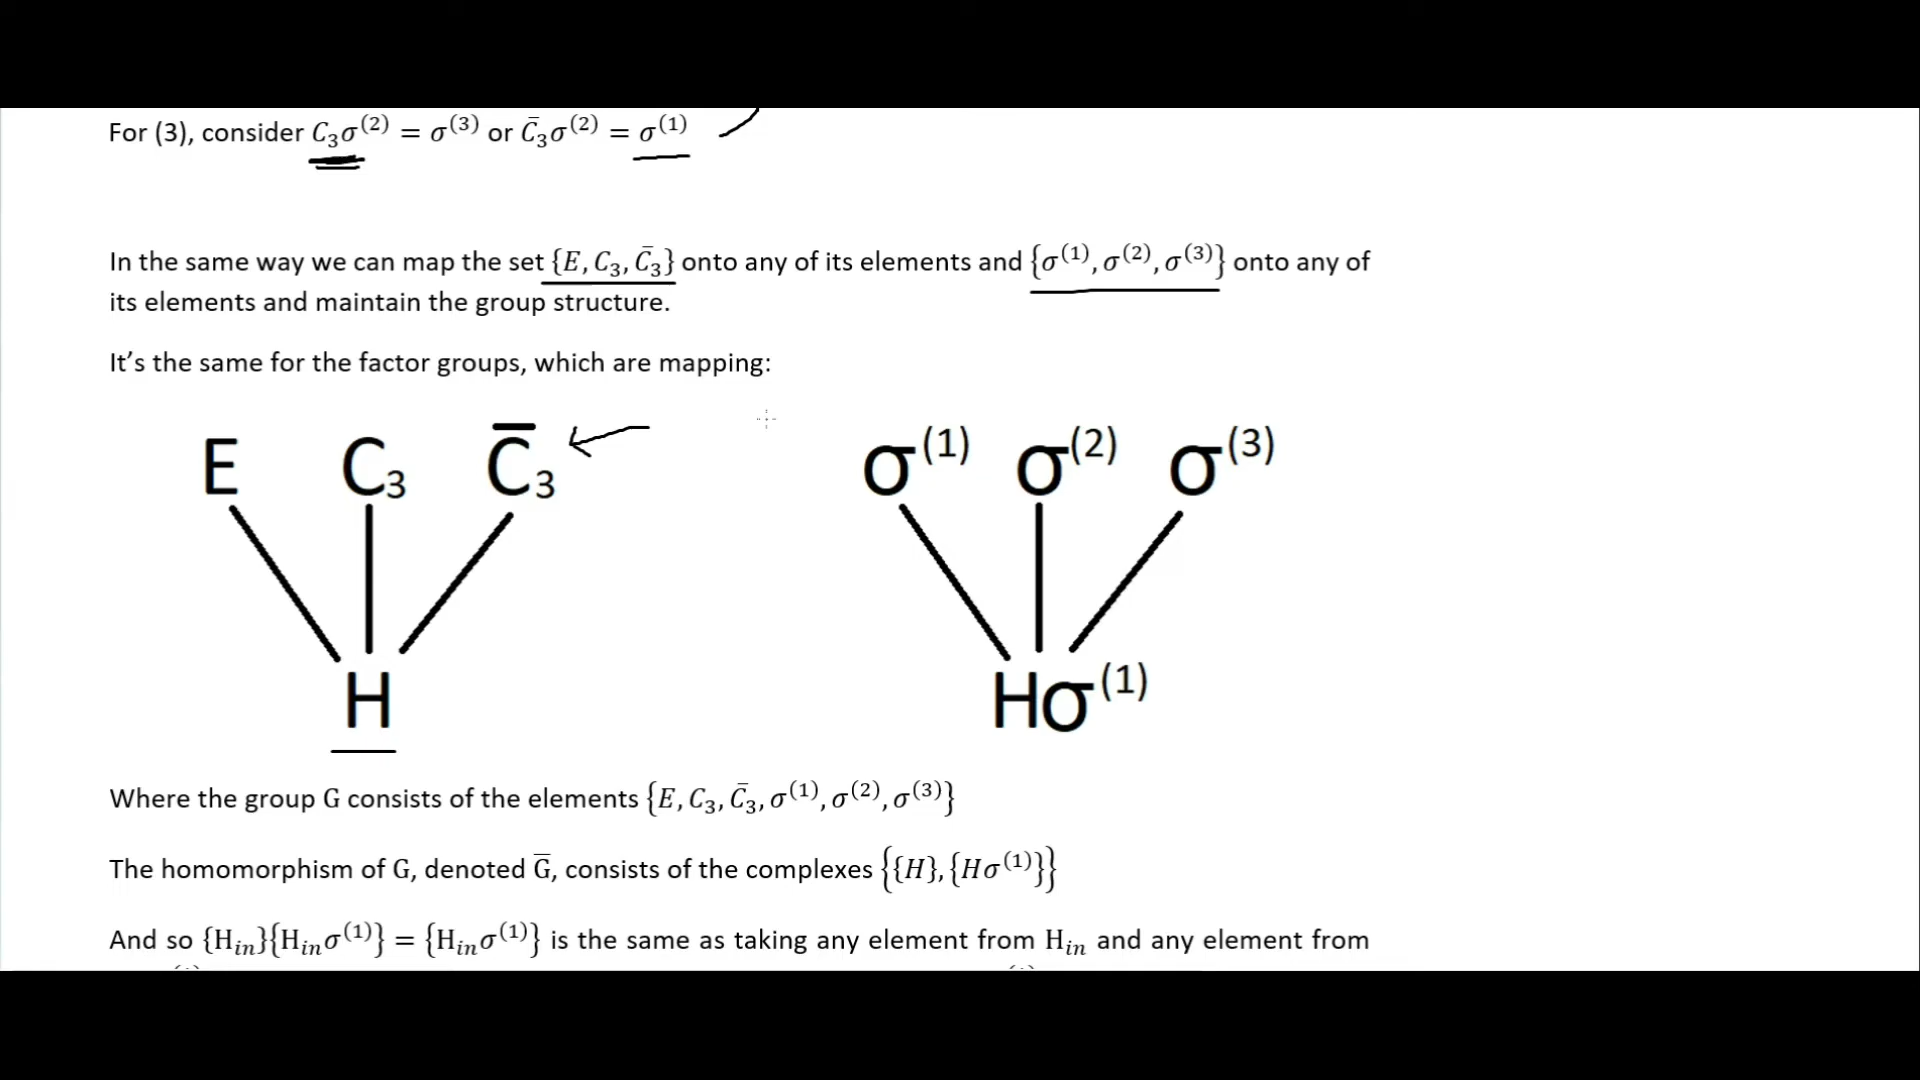 For (3), consider C₃σ⁽²⁾ = σ⁽³⁾ or C̄₃σ⁽²⁾ = σ⁽¹⁾
In the same way we can map the set {E, C₃, C̄₃} onto any of its elements and {σ⁽¹⁾, σ⁽²⁾, σ⁽³⁾} onto any of
its elements and maintain the group structure.
It’s the same for the factor groups, which are mapping:
E C₃ C̄₃ σ⁽¹⁾ σ⁽²⁾ σ⁽³⁾
H Hσ⁽¹⁾
Where the group G consists of the elements {E, C₃, C̄₃, σ⁽¹⁾, σ⁽²⁾, σ⁽³⁾}
The homomorphism of G, denoted G̅, consists of the complexes {{H}, {Hσ⁽¹⁾}}
And so {Hᵢₙ}{Hᵢₙσ⁽¹⁾} = {Hᵢₙσ⁽¹⁾} is the same as taking any element from Hᵢₙ and any element from